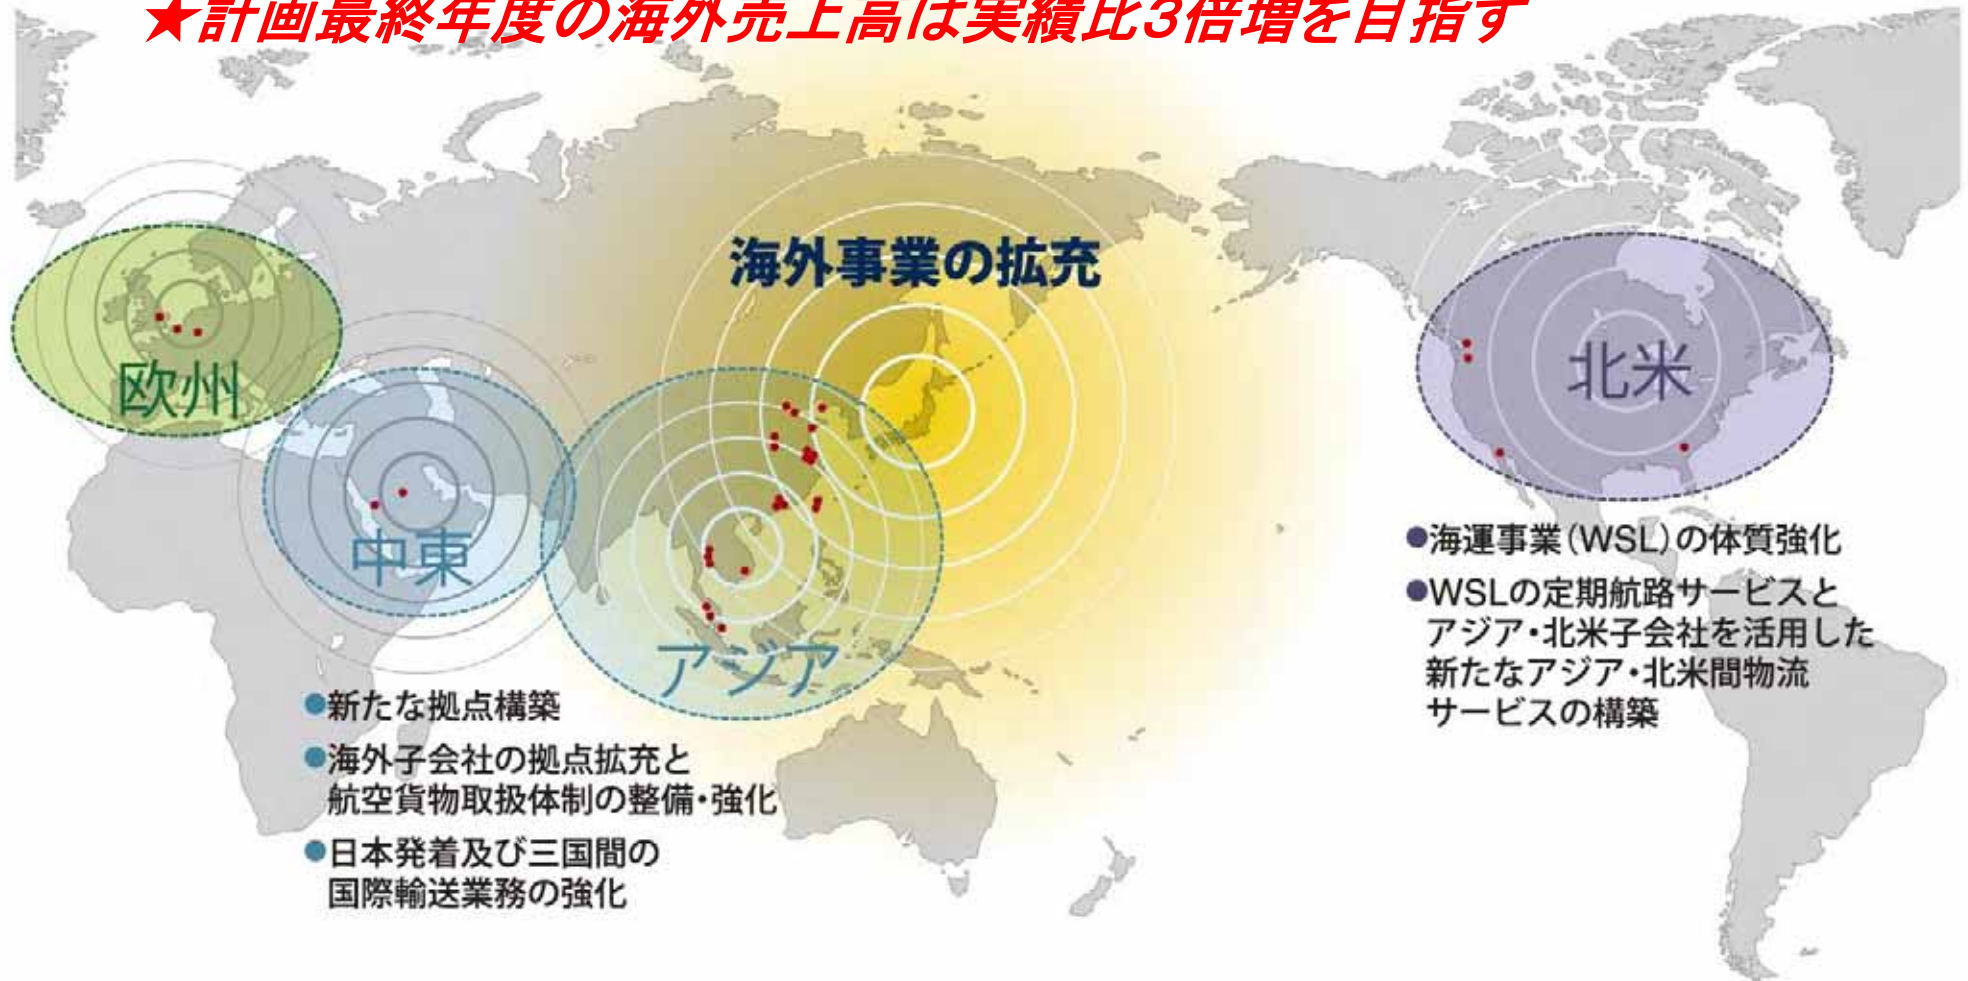 ★計画最終年度の海外売上高は実績比3倍増を目指す
海外事業の拡充
欧州
中東
アジア
北米
●新たな拠点構築
●海外子会社の拠点拡充と
航空貨物取扱体制の整備・強化
●日本発着及び三国間の
国際輸送業務の強化
●海運事業(WSL)の体質強化
●WSLの定期航路サービスと
アジア・北米子会社を活用した
新たなアジア・北米間物流
サービスの構築